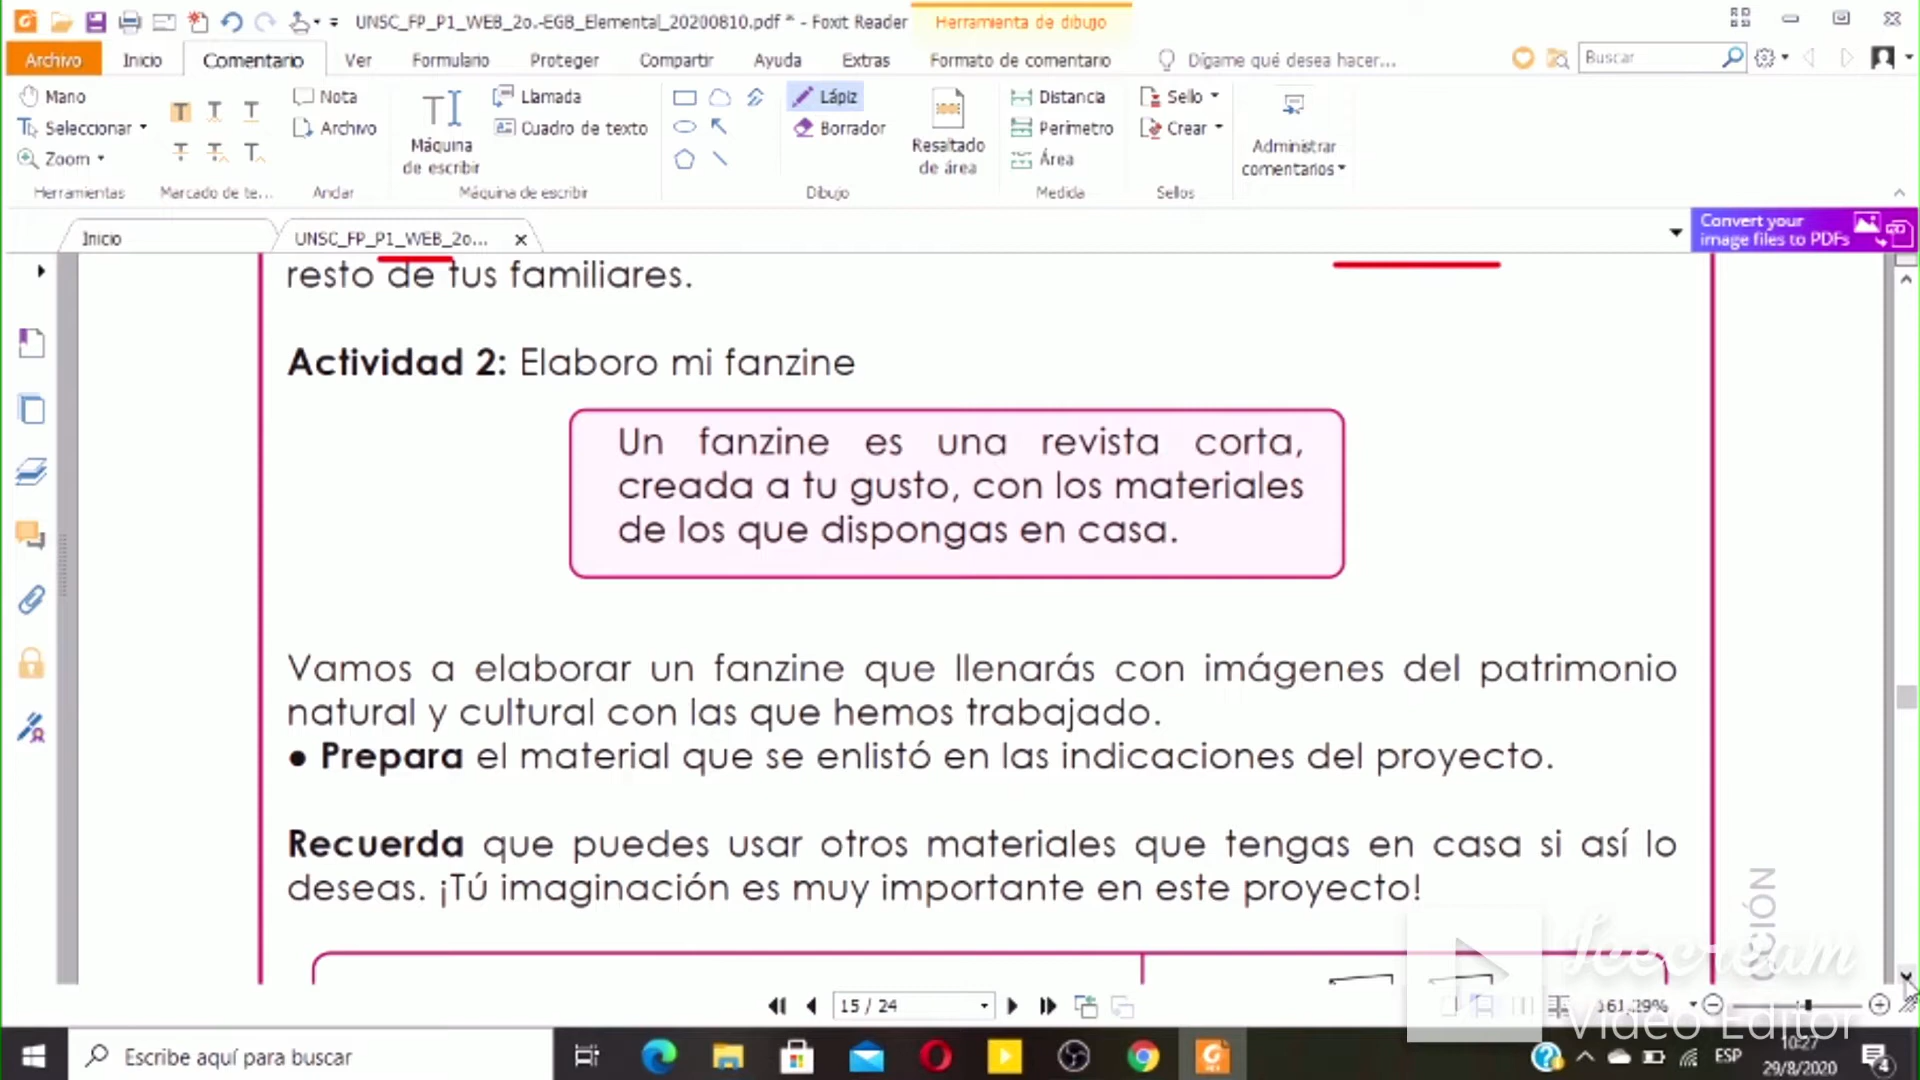 UNSC_FP_P1_WEB_2o.-EGB_Elemental_20200810.pdf * - Foxit Reader
Herramienta de dibujo
Archivo Inicio Comentario Ver Formulario Proteger Compartir Ayuda Extras Formato de comentario Dígame qué desea hacer... Buscar
Mano
Seleccionar
Zoom
Herramientas
Marcado de te...
Nota
Archivo
Andar
Máquina
de escribir
Llamada
Cuadro de texto
Máquina de escribir
Lápiz
Borrador
Dibujo
Resaltado
de área
Distancia
Perímetro
Área
Medida
Sello
Crear
Sellos
Administrar
comentarios
Inicio
UNSC_FP_P1_WEB_2o...
Convert your
image files to PDFs
resto de tus familiares.
Actividad 2: Elaboro mi fanzine
Un fanzine es una revista corta,
creada a tu gusto, con los materiales
de los que dispongas en casa.
Vamos a elaborar un fanzine que llenarás con imágenes del patrimonio
natural y cultural con las que hemos trabajado.
● Prepara el material que se enlistó en las indicaciones del proyecto.
Recuerda que puedes usar otros materiales que tengas en casa si así lo
deseas. ¡Tú imaginación es muy importante en este proyecto!
Icecream
Video Editor
15 / 24
Escribe aquí para buscar
ESP
10:27
29/8/2020
4